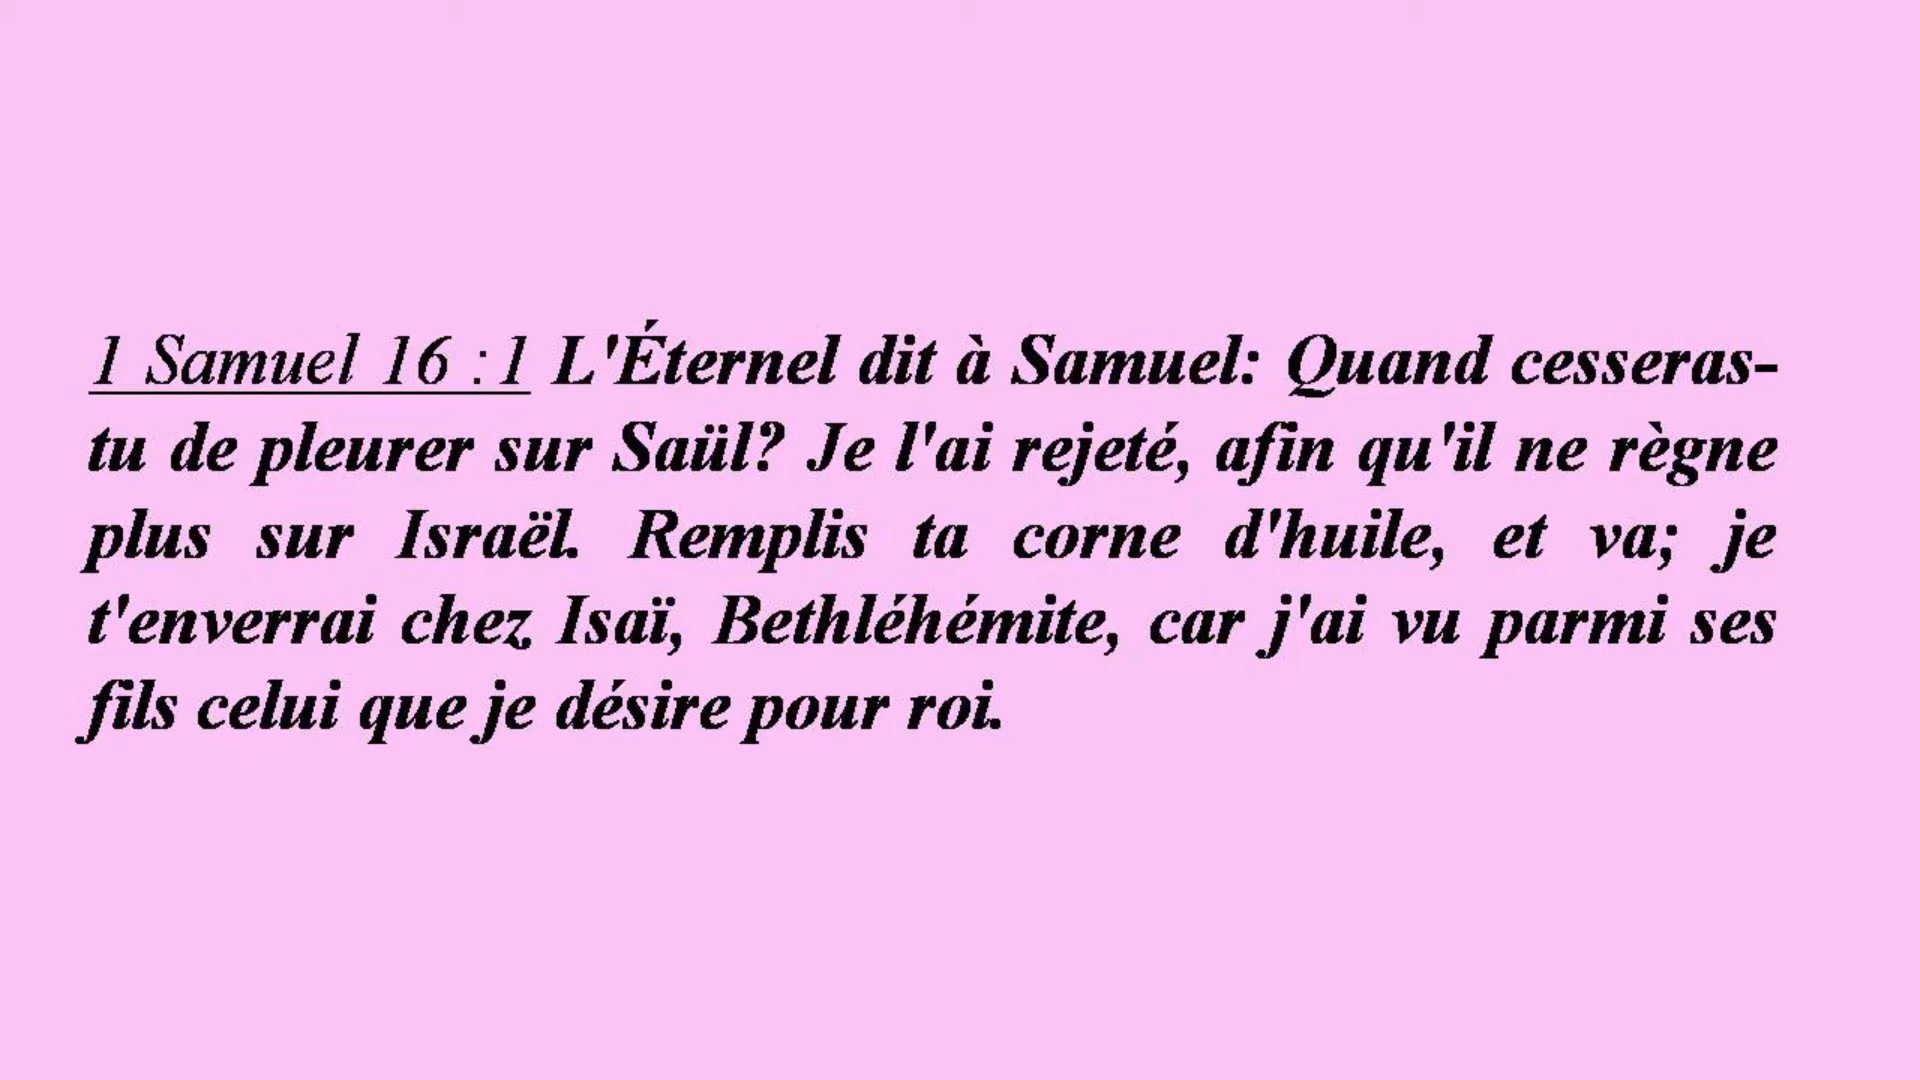 1 Samuel 16 :1 L'Éternel dit à Samuel: Quand cesseras-
tu de pleurer sur Saül? Je l'ai rejeté, afin qu'il ne règne
plus sur Israël. Remplis ta corne d'huile, et va; je
t'enverrai chez Isaï, Bethléhémite, car j'ai vu parmi ses
fils celui que je désire pour roi.